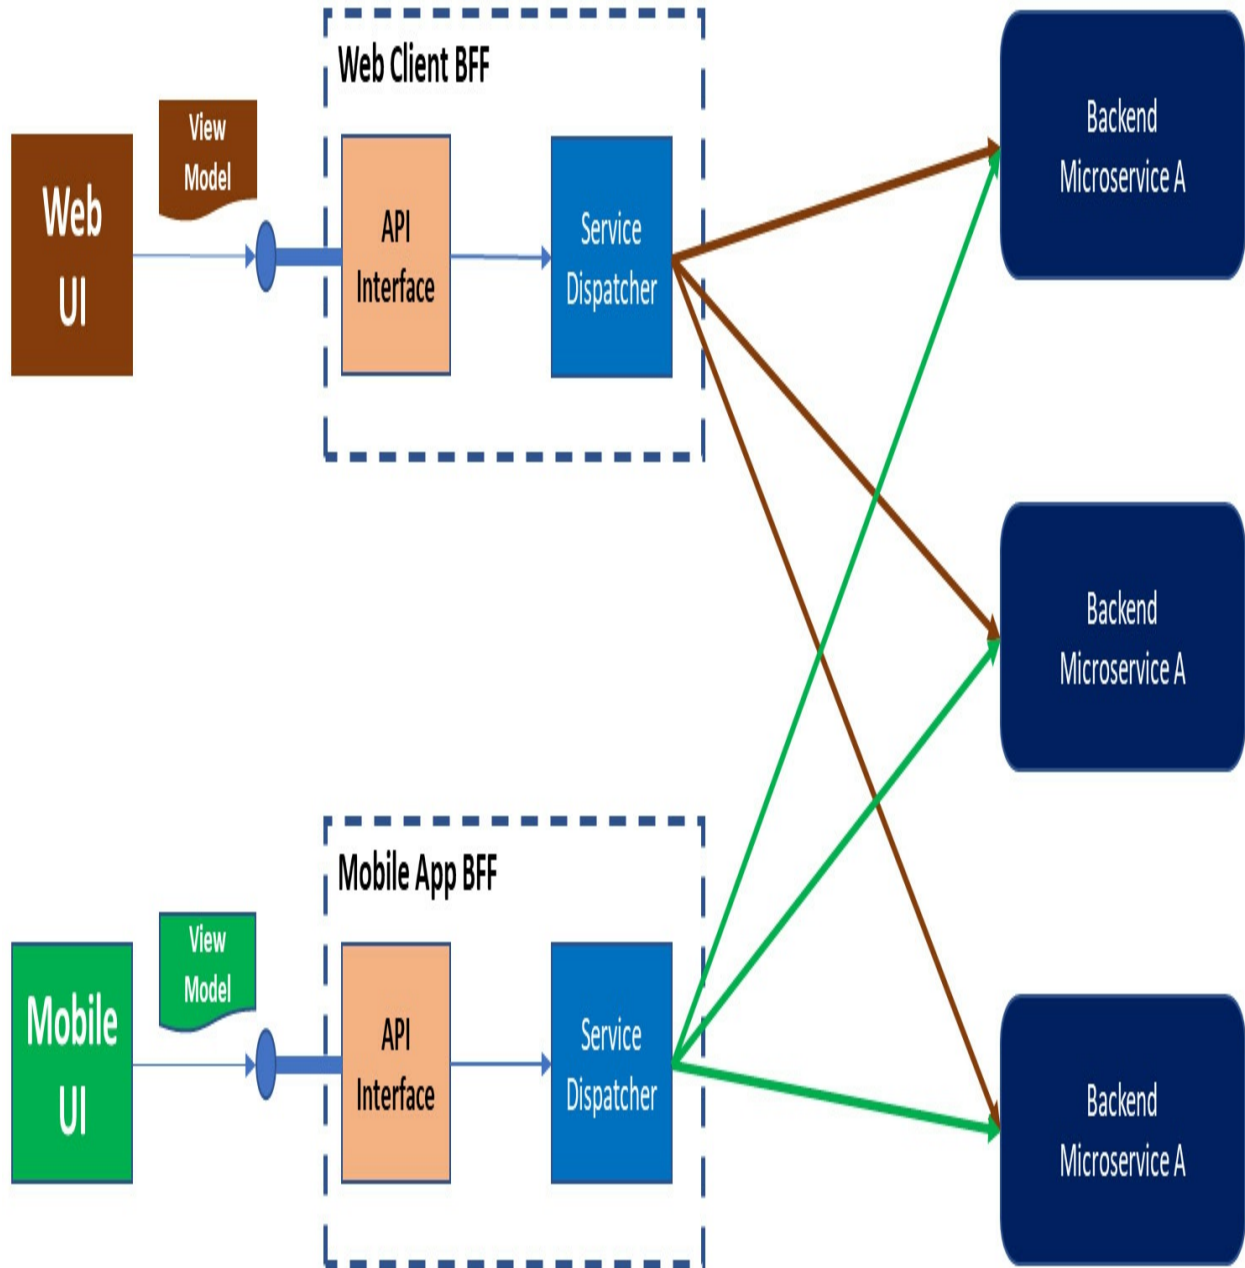 Web Client BFF
View
Model
Web
UI
API
Interface
Service
Dispatcher
Backend
Microservice A
Backend
Microservice A
Mobile App BFF
View
Model
Mobile
UI
API
Interface
Service
Dispatcher
Backend
Microservice A